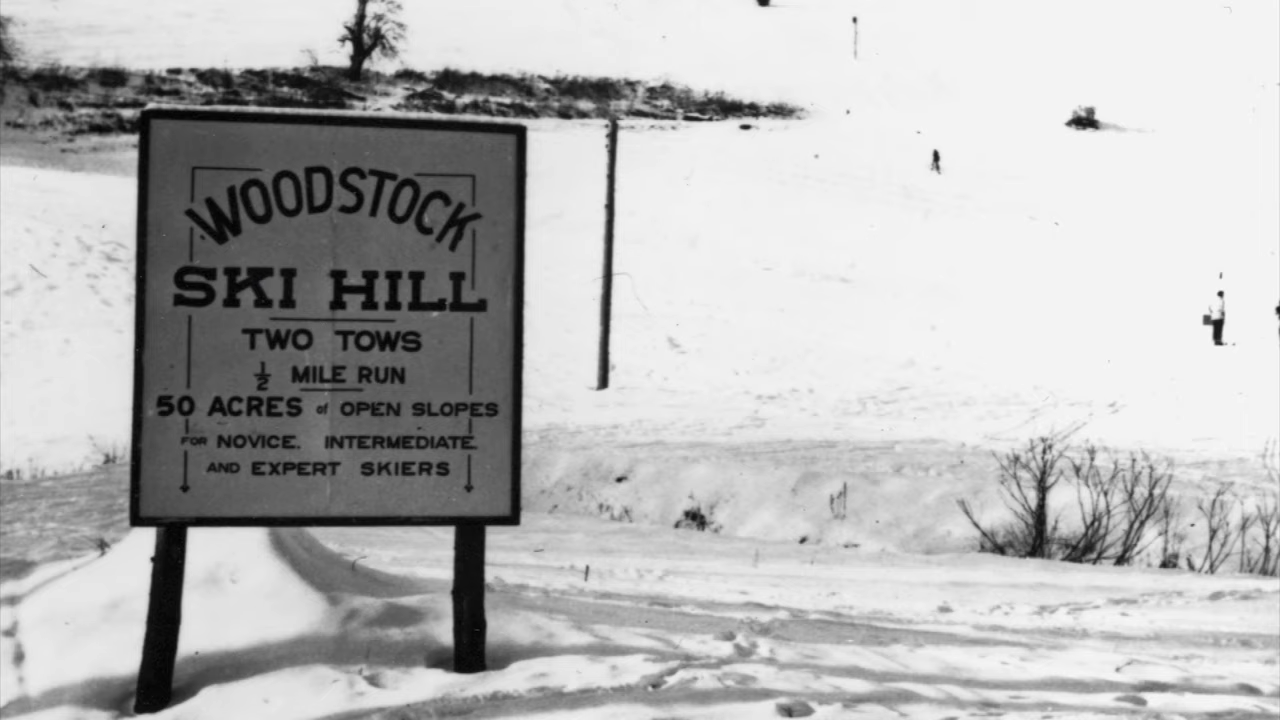 WOODSTOCK
SKI HILL
TWO TOWS
½ MILE RUN
50 ACRES of OPEN SLOPES
FOR NOVICE. INTERMEDIATE.
AND EXPERT SKIERS